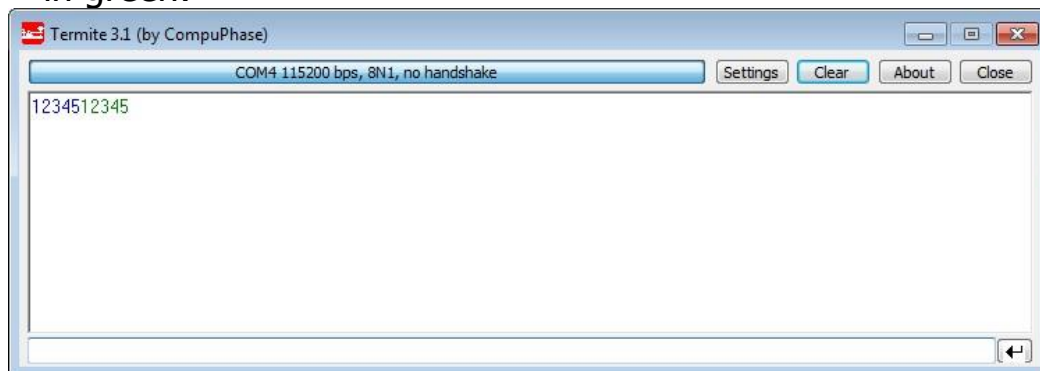 in green.
Termite 3.1 (by CompuPhase)
COM4 115200 bps, 8N1, no handshake
Settings
Clear
About
Close
1234512345